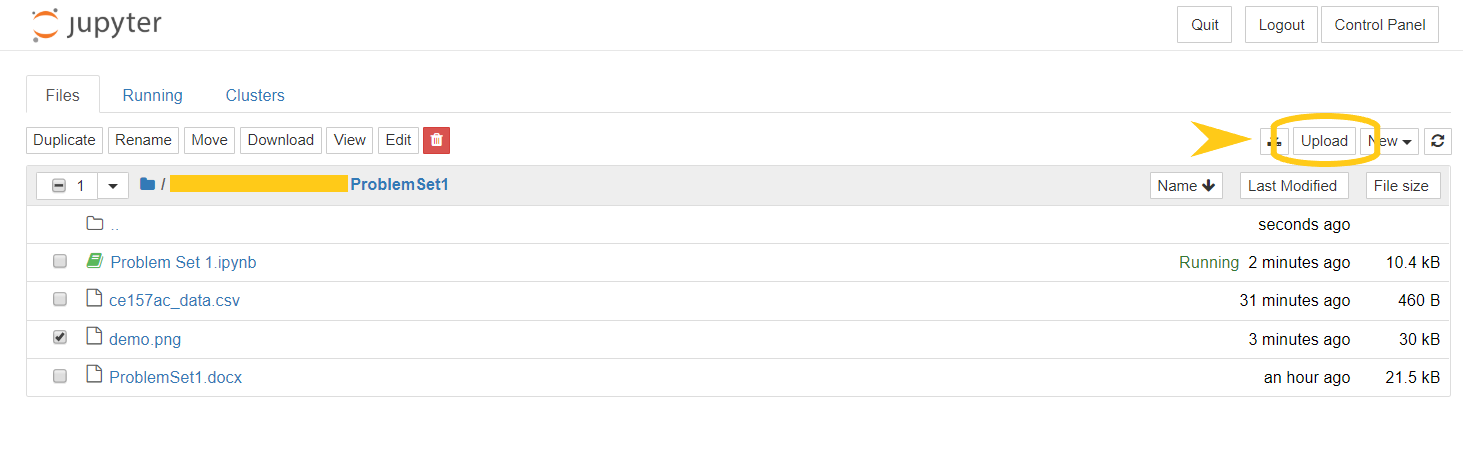 jupyter Quit Logout Control Panel
Files Running Clusters
Duplicate Rename Move Download View Edit Upload New
1 / ProblemSet1 Name Last Modified File size
.. seconds ago
Problem Set 1.ipynb Running 2 minutes ago 10.4 kB
ce157ac_data.csv 31 minutes ago 460 B
demo.png 3 minutes ago 30 kB
ProblemSet1.docx an hour ago 21.5 kB